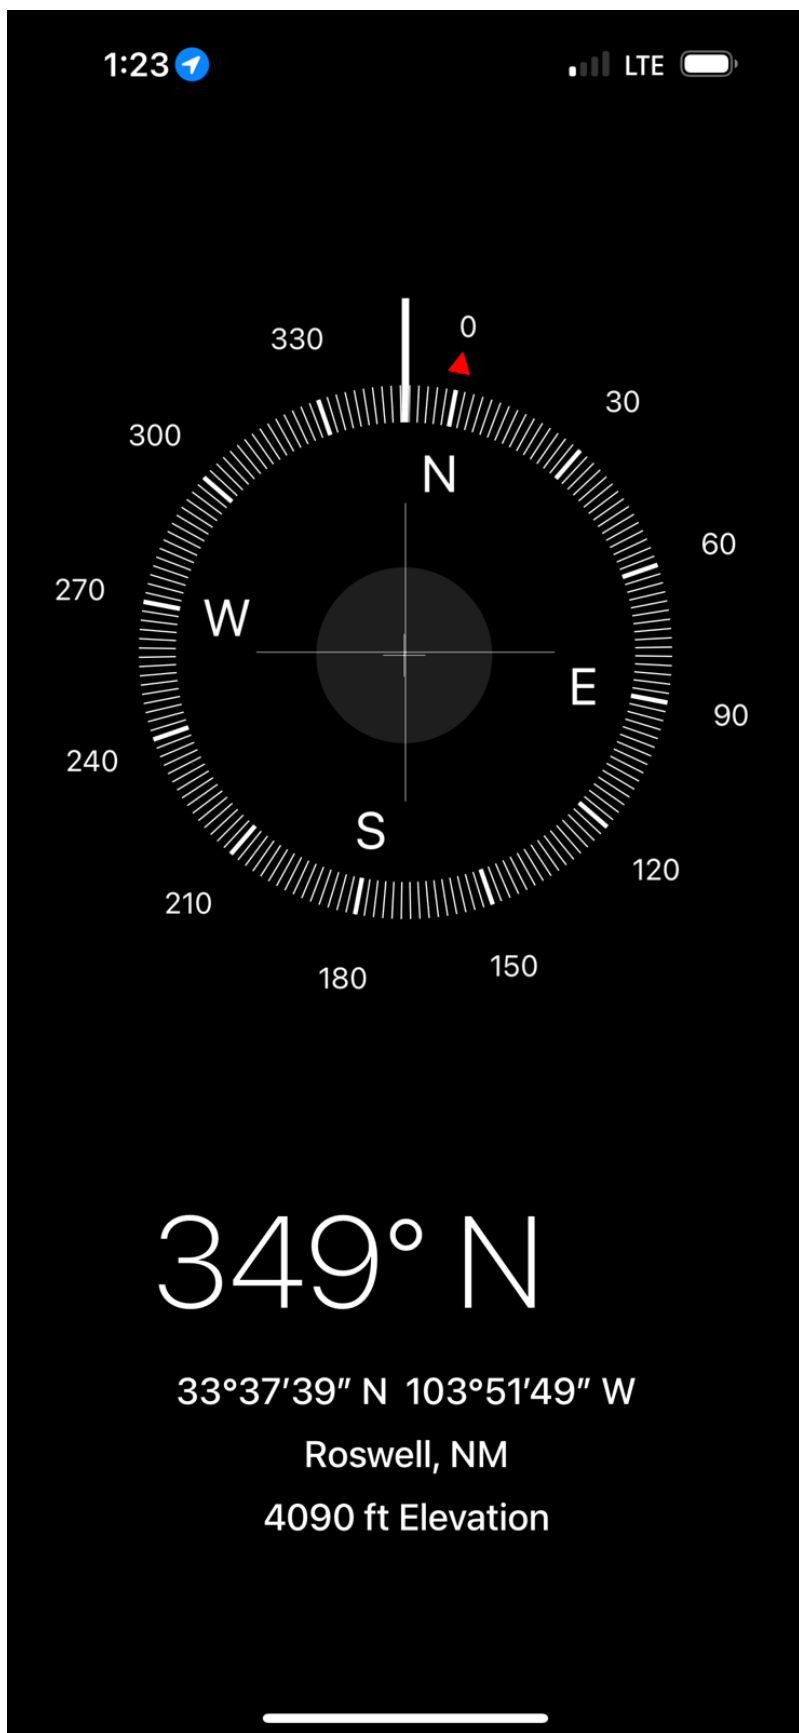 1:23 LTE
0
330
30
300
N
60
270
W
E
90
240
S
120
210
150
180
349° N
33°37′39″ N 103°51′49″ W
Roswell, NM
4090 ft Elevation